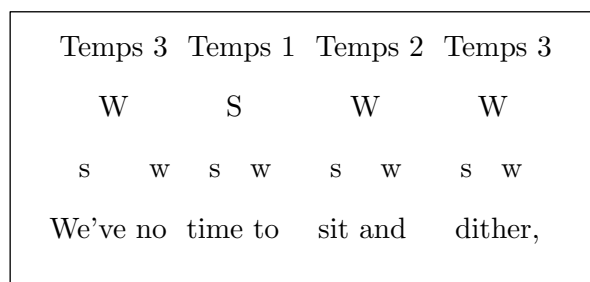 Temps 3 Temps 1 Temps 2 Temps 3
W S W W
s w s w s w s w
We've no time to sit and dither,